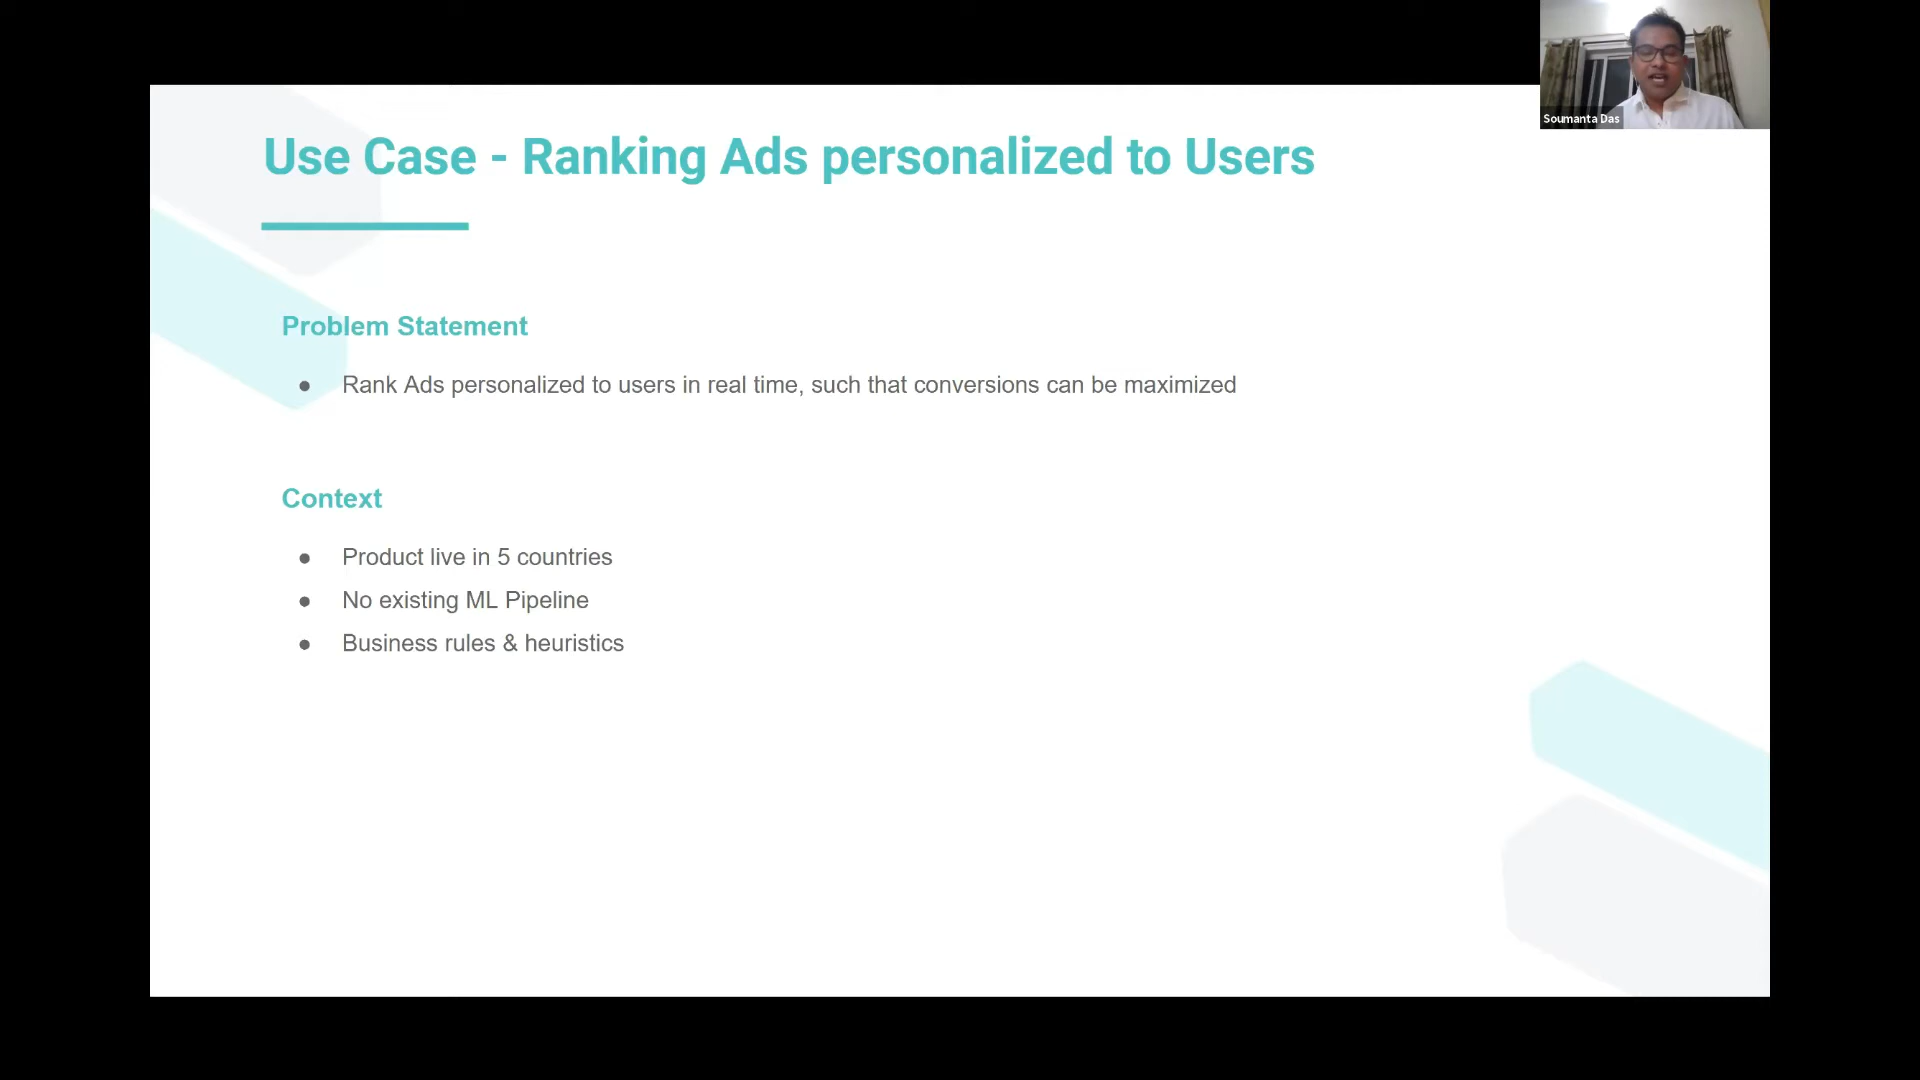 Soumanta Das
Use Case - Ranking Ads personalized to Users
Problem Statement
● Rank Ads personalized to users in real time, such that conversions can be maximized
Context
● Product live in 5 countries
● No existing ML Pipeline
● Business rules & heuristics